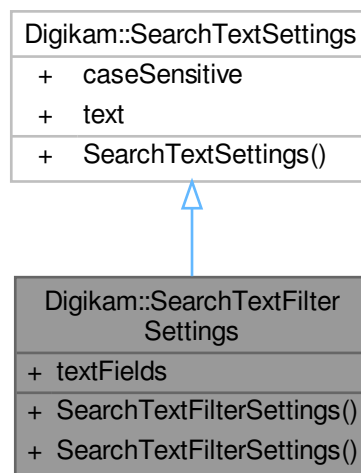 Digikam::SearchTextSettings
+ caseSensitive
+ text
+ SearchTextSettings()
Digikam::SearchTextFilter
Settings
+ textFields
+ SearchTextFilterSettings()
+ SearchTextFilterSettings()